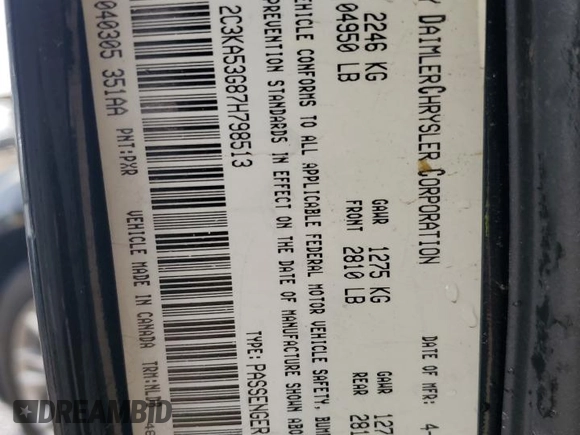 Y DAIMLERCHRYSLER CORPORATION
DATE OF MFR: 4-
2246 KG
04950 LB
GAWR 1275 KG
FRONT 2810 LB
GAWR 127
REAR 281
VEHICLE CONFORMS TO ALL APPLICABLE FEDERAL MOTOR VEHICLE SAFETY, BUM
PREVENTION STANDARDS IN EFFECT ON THE DATE OF MANUFACTURE SHOWN ABO
2C3KA53G87H798513
TYPE: PASSENGER
VEHICLE MADE IN CANADA
040305 351AA
PNT:PXR
TRM:NL
DREAMBID